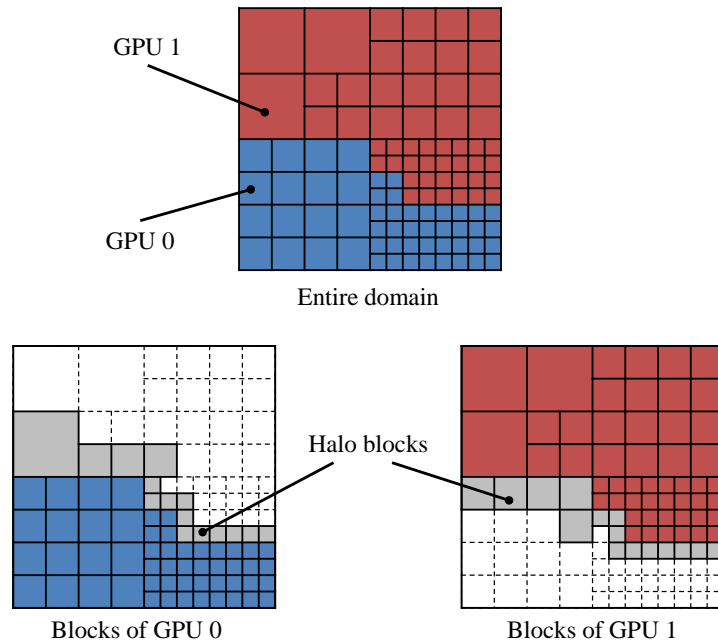 GPU 1
GPU 0
Entire domain
Halo blocks
Blocks of GPU 0
Blocks of GPU 1